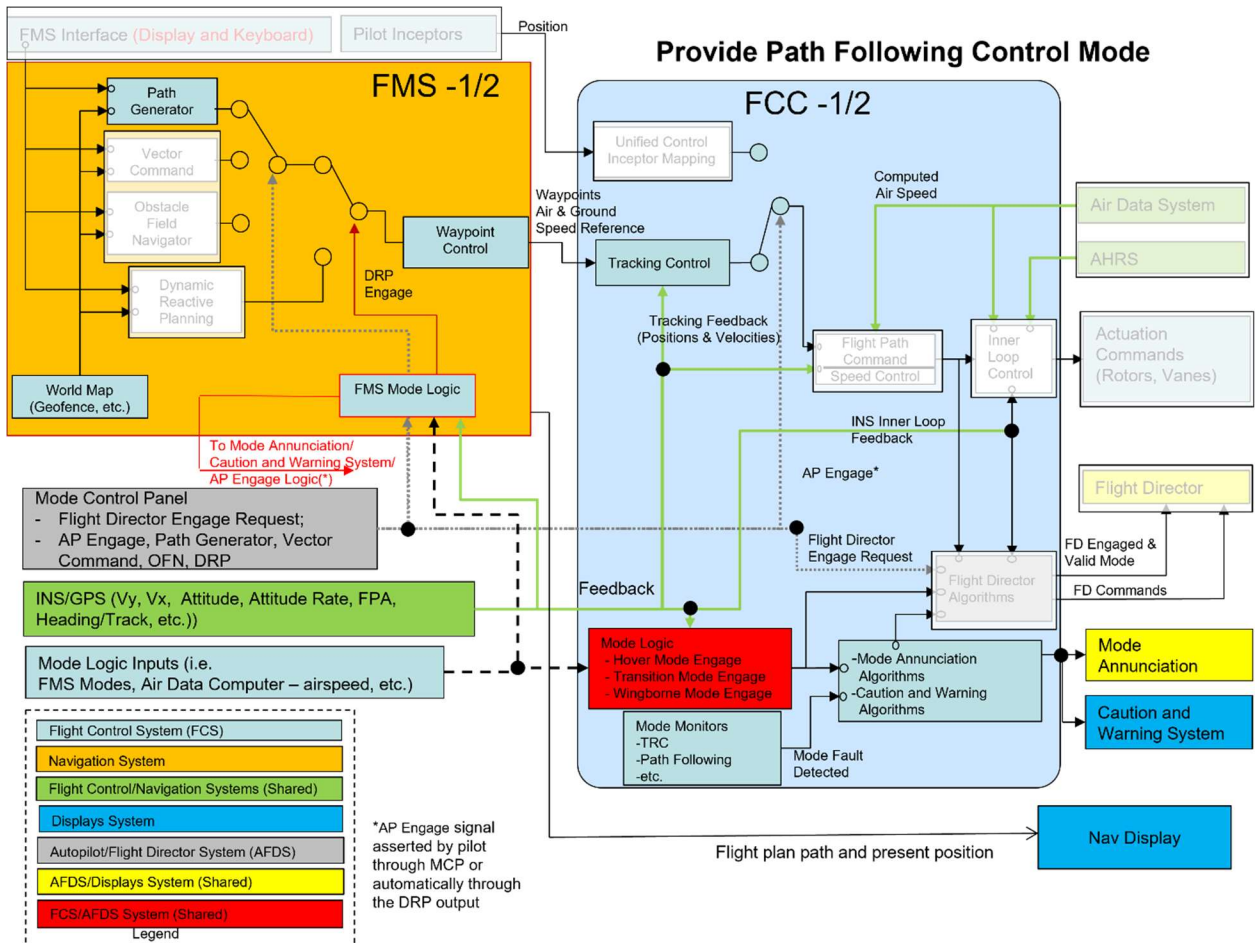 FMS Interface (Display and Keyboard)
Pilot Inceptors
Position
Provide Path Following Control Mode
FMS -1/2
FCC -1/2
Path
Generator
Vector
Command
Obstacle
Field
Navigator
Dynamic
Reactive
Planning
World Map
(Geofence, etc.)
DRP
Engage
Waypoint
Control
FMS Mode Logic
Waypoints
Air & Ground
Speed Reference
To Mode Annunciation/
Caution and Warning System/
AP Engage Logic(*)
Unified Control
Inceptor Mapping
Tracking Control
Computed
Air Speed
Tracking Feedback
(Positions & Velocities)
Flight Path
Command
Speed Control
Inner
Loop
Control
Air Data System
AHRS
Actuation
Commands
(Rotors, Vanes)
INS Inner Loop
Feedback
AP Engage*
Flight Director
Mode Control Panel
- Flight Director Engage Request;
- AP Engage, Path Generator, Vector
Command, OFN, DRP
Flight Director
Engage Request
Flight Director
Algorithms
FD Engaged &
Valid Mode
FD Commands
INS/GPS (Vy, Vx, Attitude, Attitude Rate, FPA,
Heading/Track, etc.))
Feedback
Mode Logic Inputs (i.e.
FMS Modes, Air Data Computer – airspeed, etc.)
Mode Logic
- Hover Mode Engage
- Transition Mode Engage
- Wingborne Mode Engage
-Mode Annunciation
Algorithms
-Caution and Warning
Algorithms
Mode
Annunciation
Caution and
Warning System
Mode Monitors
-TRC
-Path Following
-etc.
Mode Fault
Detected
Flight Control System (FCS)
Navigation System
Flight Control/Navigation Systems (Shared)
Displays System
Autopilot/Flight Director System (AFDS)
AFDS/Displays System (Shared)
FCS/AFDS System (Shared)
Legend
*AP Engage signal
asserted by pilot
through MCP or
automatically through
the DRP output
Nav Display
Flight plan path and present position